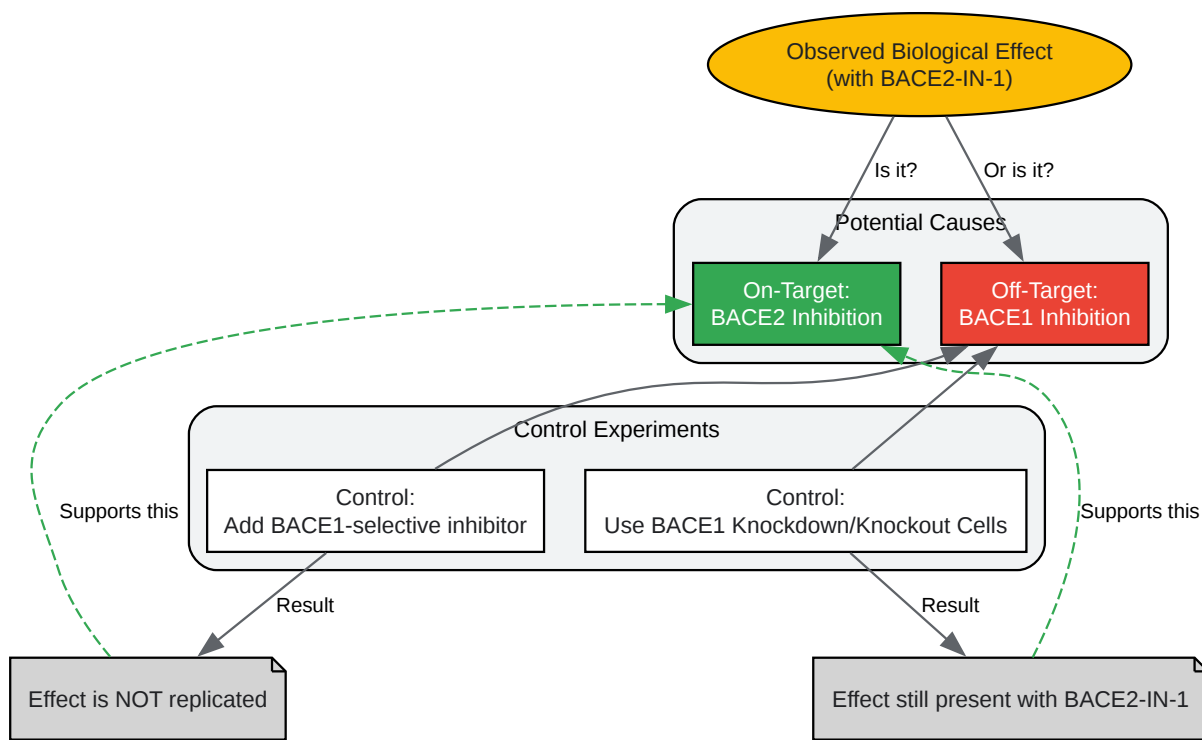 Observed Biological Effect
(with BACE2-IN-1)
Is it?
Or is it?
Potential Causes
On-Target:
BACE2 Inhibition
Off-Target:
BACE1 Inhibition
Control Experiments
Control:
Add BACE1-selective inhibitor
Control:
Use BACE1 Knockdown/Knockout Cells
Supports this
Supports this
Result
Result
Effect is NOT replicated
Effect still present with BACE2-IN-1